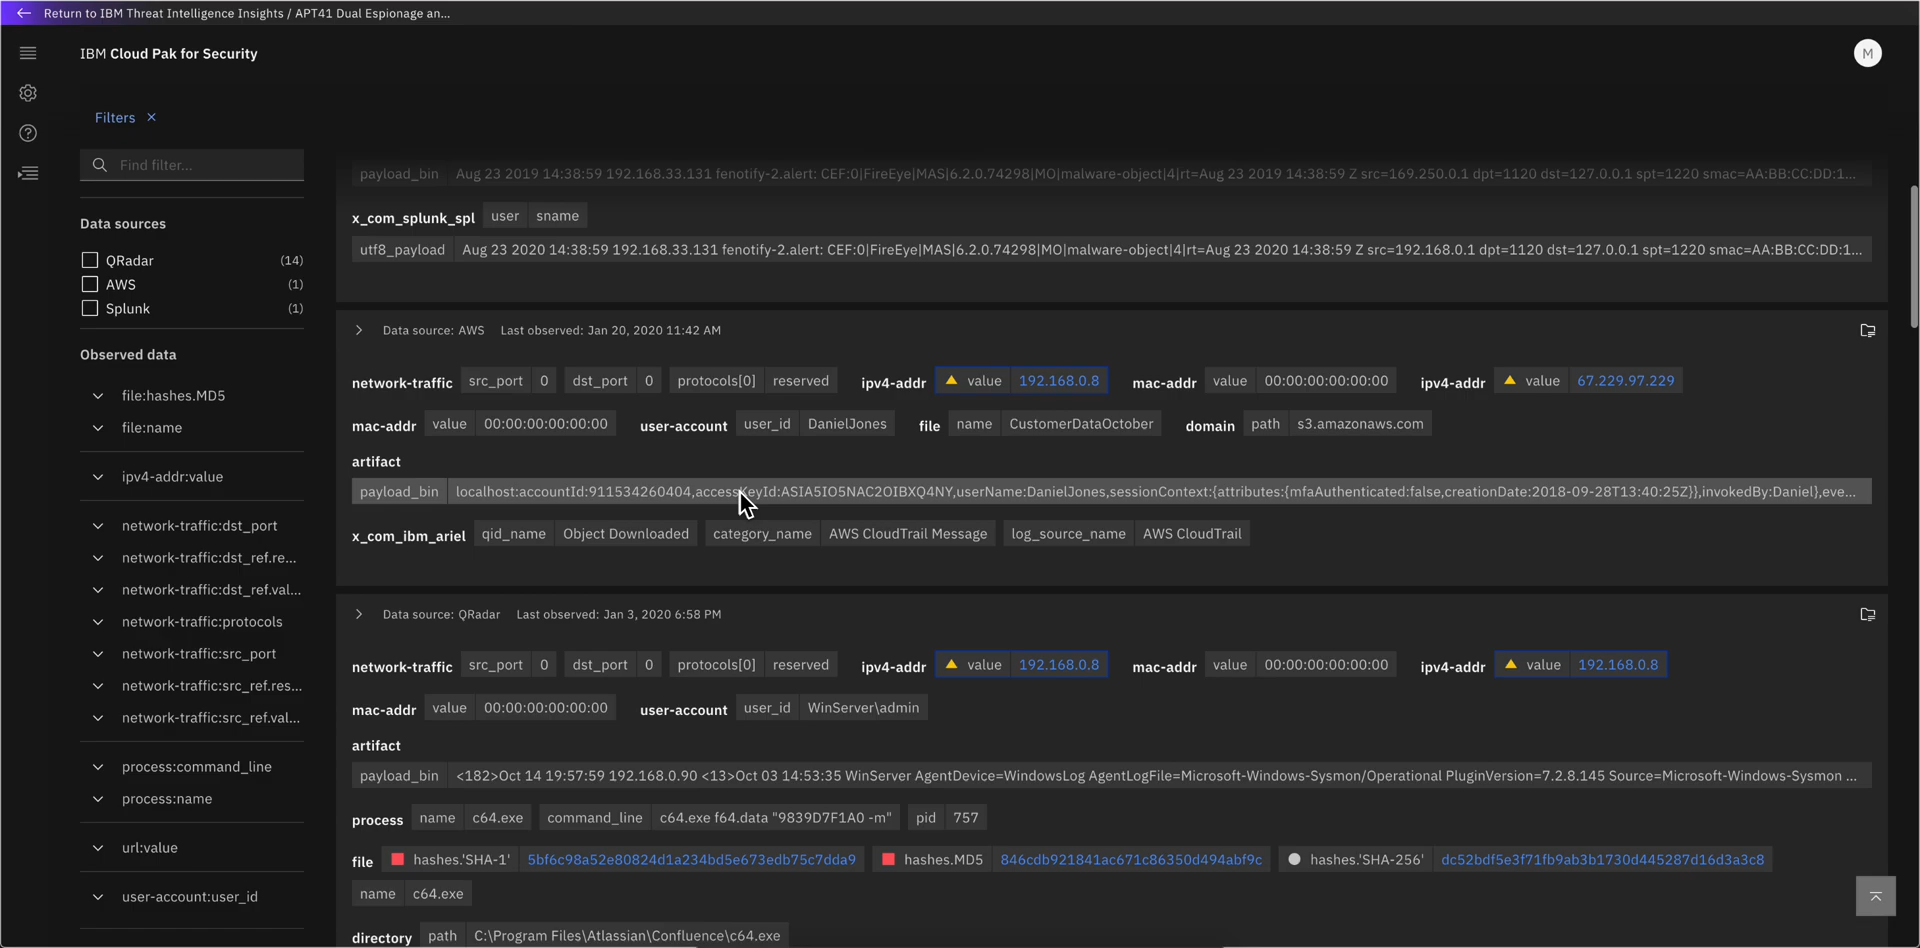 Return to IBM Threat Intelligence Insights / APT41 Dual Espionage an...
IBM Cloud Pak for Security
M
Filters ×
Find filter...
Data sources
QRadar (14)
AWS (1)
Splunk (1)
Observed data
file:hashes.MD5
file:name
ipv4-addr:value
network-traffic:dst_port
network-traffic:dst_ref.re...
network-traffic:dst_ref.val...
network-traffic:protocols
network-traffic:src_port
network-traffic:src_ref.res...
network-traffic:src_ref.val...
process:command_line
process:name
url:value
user-account:user_id
payload_bin Aug 23 2019 14:38:59 192.168.33.131 fenotify-2.alert: CEF:0|FireEye|MAS|6.2.0.74298|MO|malware-object|4|rt=Aug 23 2019 14:38:59 Z src=169.250.0.1 dpt=1120 dst=127.0.0.1 spt=1220 smac=AA:BB:CC:DD:1...
x_com_splunk_spl user sname
utf8_payload Aug 23 2020 14:38:59 192.168.33.131 fenotify-2.alert: CEF:0|FireEye|MAS|6.2.0.74298|MO|malware-object|4|rt=Aug 23 2020 14:38:59 Z src=192.168.0.1 dpt=1120 dst=127.0.0.1 spt=1220 smac=AA:BB:CC:DD:1...
Data source: AWS Last observed: Jan 20, 2020 11:42 AM
network-traffic src_port 0 dst_port 0 protocols[0] reserved ipv4-addr value 192.168.0.8 mac-addr value 00:00:00:00:00:00 ipv4-addr value 67.229.97.229
mac-addr value 00:00:00:00:00:00 user-account user_id DanielJones file name CustomerDataOctober domain path s3.amazonaws.com
artifact
payload_bin localhost:accountId:911534260404,accessKeyId:ASIA5IO5NAC2OIBXQ4NY,userName:DanielJones,sessionContext:{attributes:{mfaAuthenticated:false,creationDate:2018-09-28T13:40:25Z}},invokedBy:Daniel},eve...
x_com_ibm_ariel qid_name Object Downloaded category_name AWS CloudTrail Message log_source_name AWS CloudTrail
Data source: QRadar Last observed: Jan 3, 2020 6:58 PM
network-traffic src_port 0 dst_port 0 protocols[0] reserved ipv4-addr value 192.168.0.8 mac-addr value 00:00:00:00:00:00 ipv4-addr value 192.168.0.8
mac-addr value 00:00:00:00:00:00 user-account user_id WinServer\admin
artifact
payload_bin <182>Oct 14 19:57:59 192.168.0.90 <13>Oct 03 14:53:35 WinServer AgentDevice=WindowsLog AgentLogFile=Microsoft-Windows-Sysmon/Operational PluginVersion=7.2.8.145 Source=Microsoft-Windows-Sysmon ...
process name c64.exe command_line c64.exe f64.data "9839D7F1A0 -m" pid 757
file hashes.'SHA-1' 5bf6c98a52e80824d1a234bd5e673edb75c7dda9 hashes.MD5 846cdb921841ac671c86350d494abf9c hashes.'SHA-256' dc52bdf5e3f71fb9ab3b1730d445287d16d3a3c8
name c64.exe
directory path C:\Program Files\Atlassian\Confluence\c64.exe